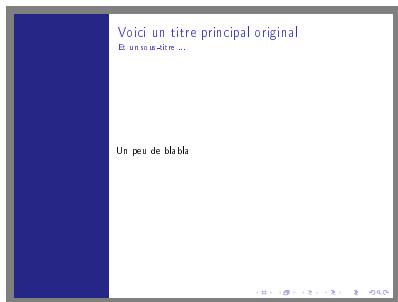 Voici un titre principal original
Et un sous-titre ...
Un peu de blabla